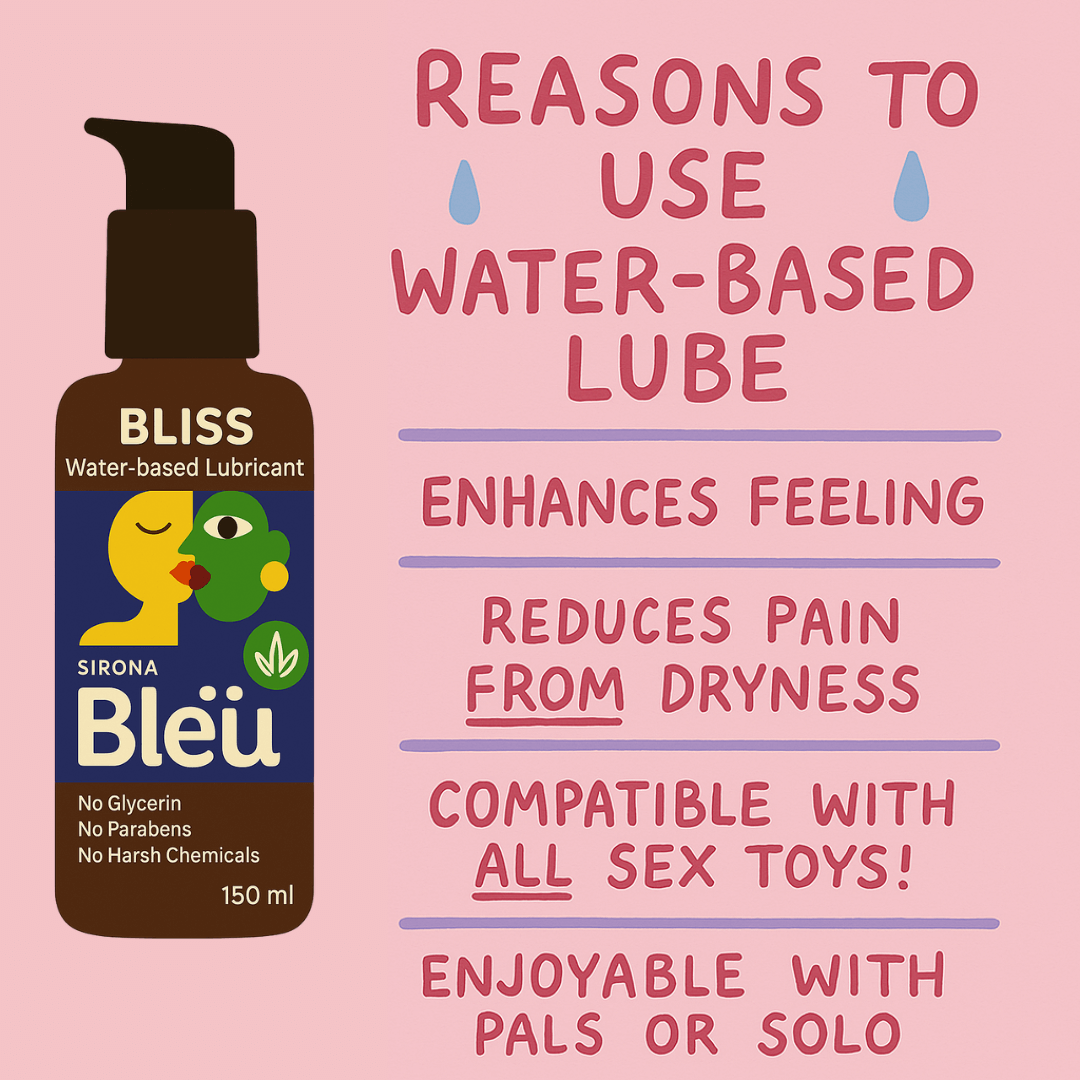 REASONS TO
USE
WATER-BASED
LUBE
ENHANCES FEELING
REDUCES PAIN
FROM DRYNESS
COMPATIBLE WITH
ALL SEX TOYS!
ENJOYABLE WITH
PALS OR SOLO
BLISS
Water-based Lubricant
SIRONA
Blëü
No Glycerin
No Parabens
No Harsh Chemicals
150 ml